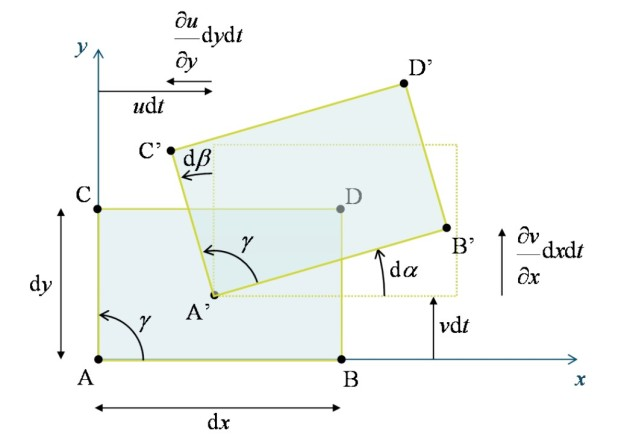 ∂u/∂y dydt
y
udt
D'
C'
dβ
C
D
γ
B'
∂v/∂x dxdt
dy
dα
A'
γ
vdt
A
B
x
dx